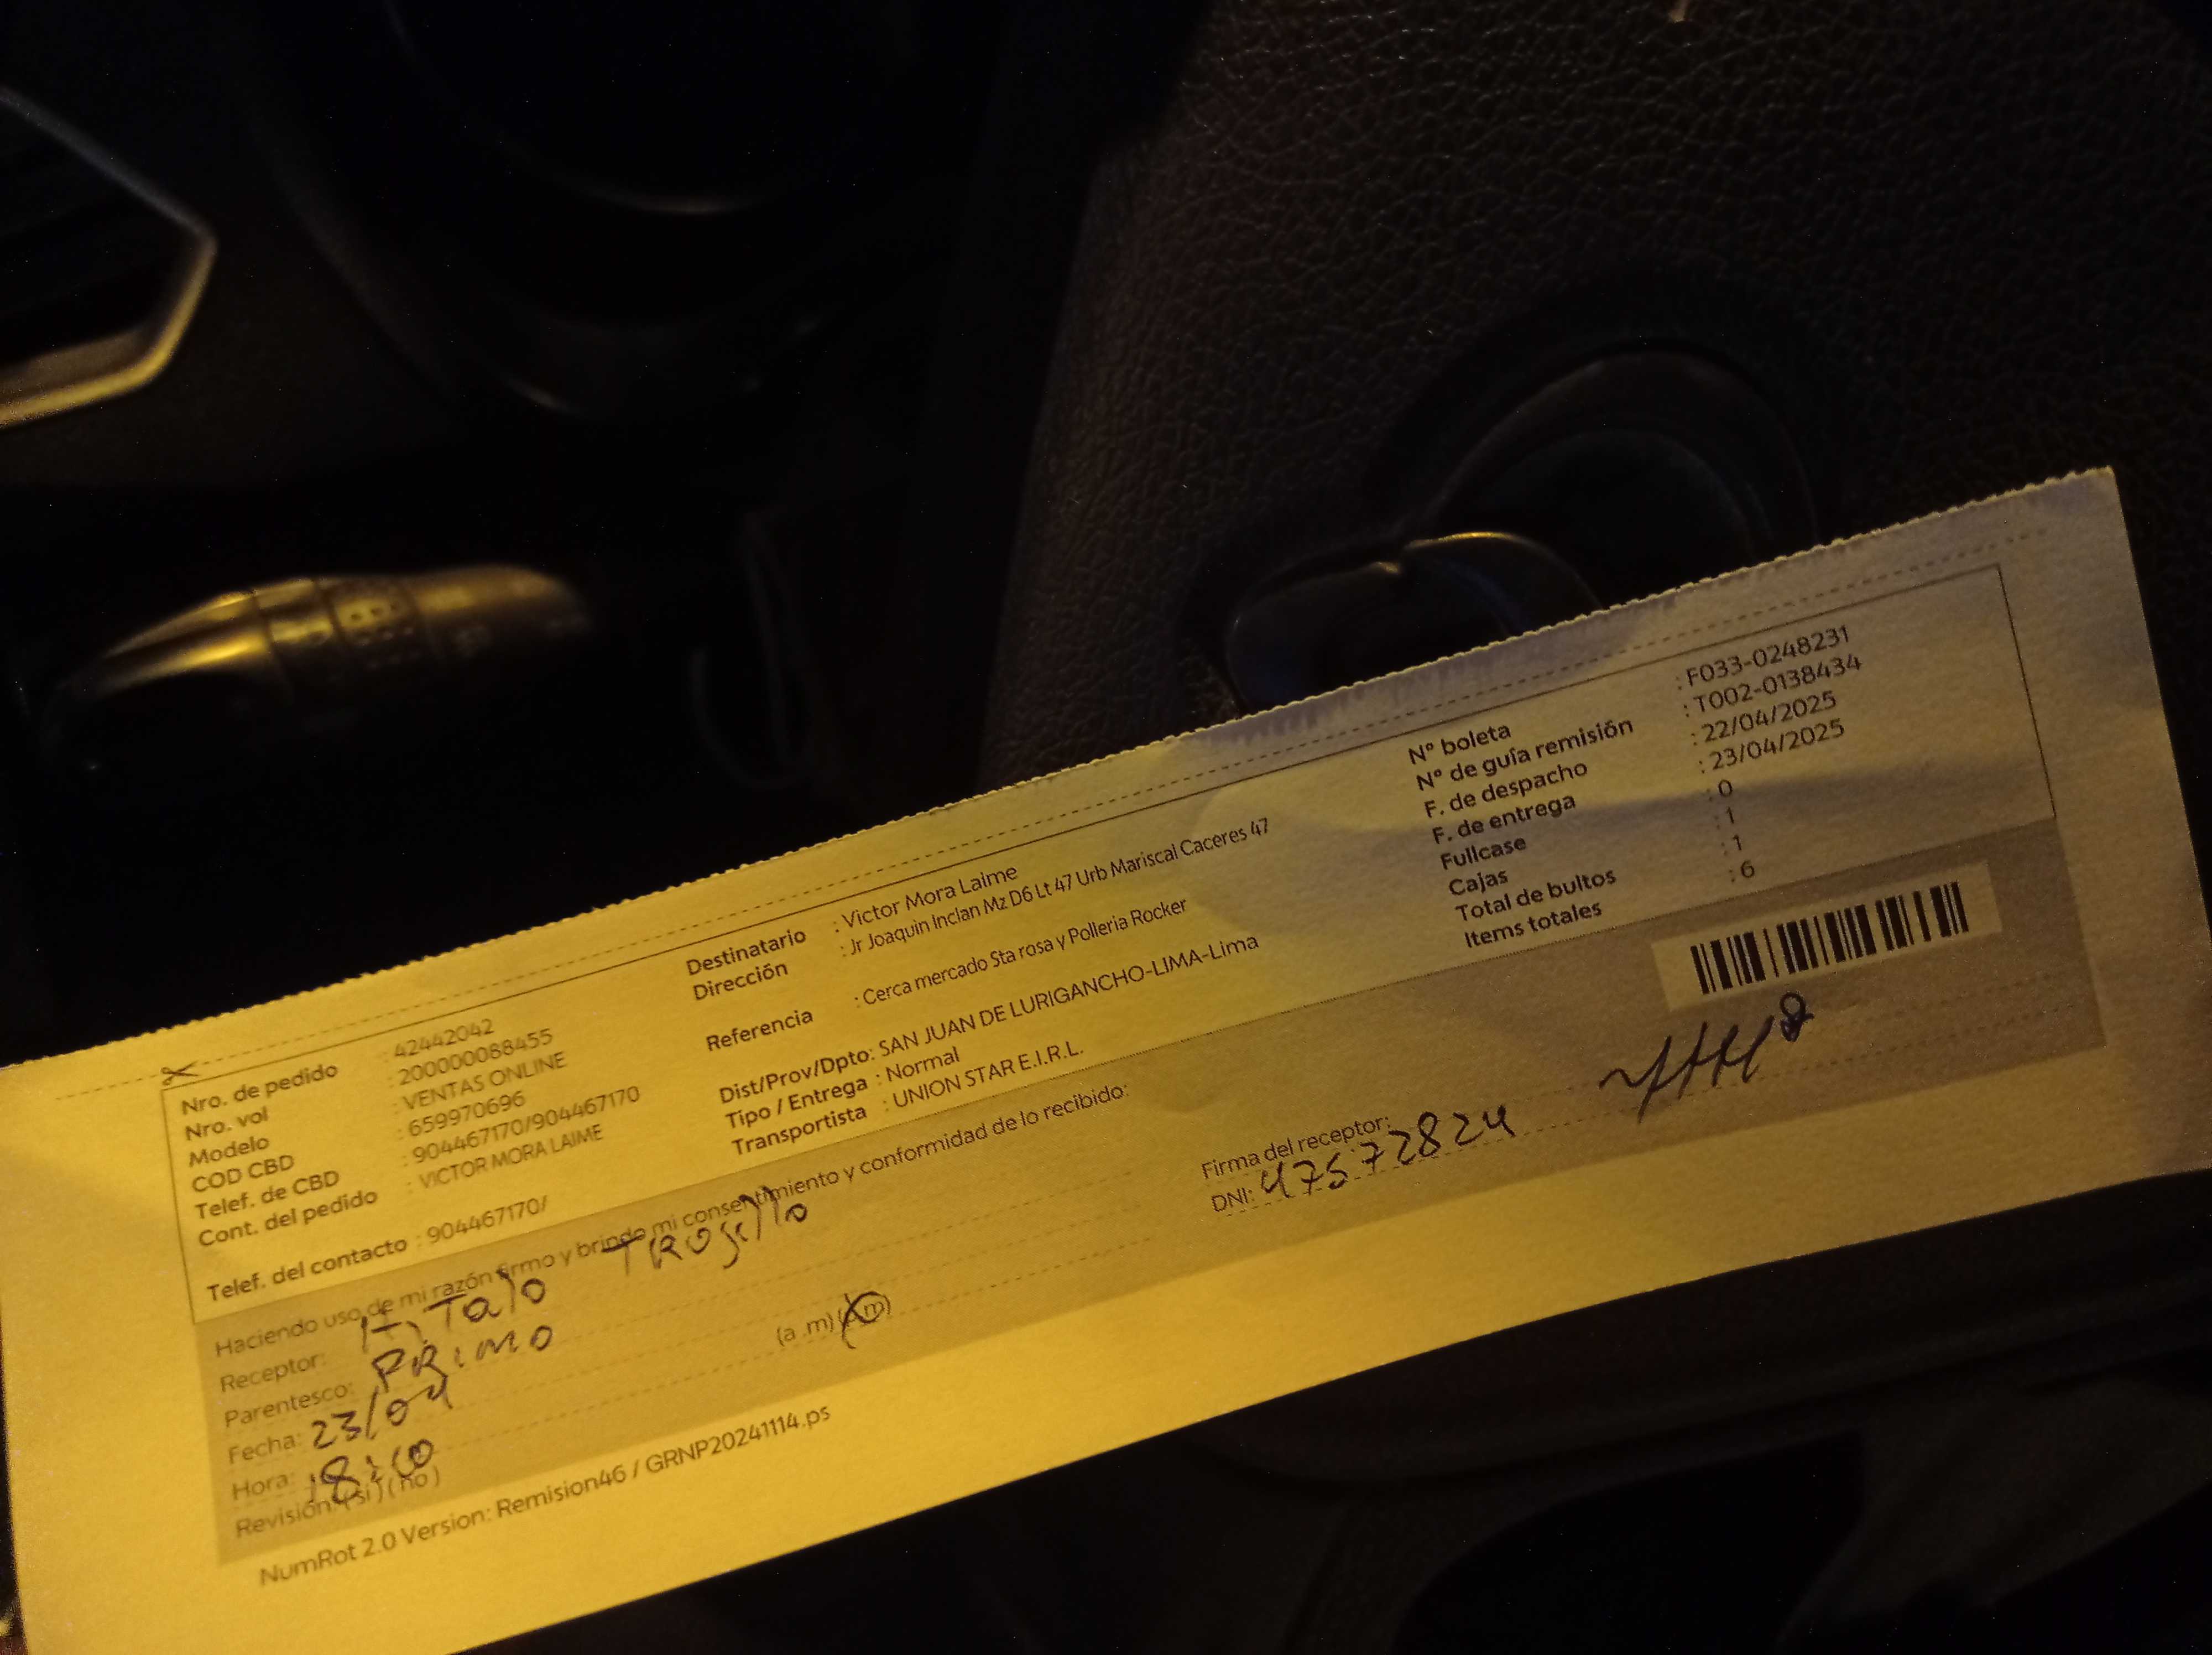 Nro. de pedido : 42442042
Nro. vol : 200000088455
Modelo : VENTAS ONLINE
COD CBD : 659970696
Telef. de CBD : 904467170/904467170
Cont. del pedido : VICTOR MORA LAIME
Telef. del contacto : 904467170/
Destinatario : Victor Mora Laime
Dirección : Jr Joaquin Inclan Mz D6 Lt 47 Urb Mariscal Caceres 47
Referencia : Cerca mercado Sta rosa y Polleria Rocker
Dist/Prov/Dpto: SAN JUAN DE LURIGANCHO-LIMA-Lima
Tipo / Entrega : Normal
Transportista : UNION STAR E.I.R.L.
N° boleta : F033-0248231
N° de guía remisión : T002-0138434
F. de despacho : 22/04/2025
F. de entrega : 23/04/2025
Fullcase : 0
Cajas : 1
Total de bultos : 1
Items totales : 6
Haciendo uso de mi razón firmo y brindo mi consentimiento y conformidad de lo recibido:
Receptor: ITalo TRosillo
Parentesco: PRIMO
Fecha: 23/04
Hora: (a .m) (p.m)
Revisión: (si) (no)
Firma del receptor:
DNI: 47572824
NumRot 2.0 Version: Remision46 / GRNP20241114.ps